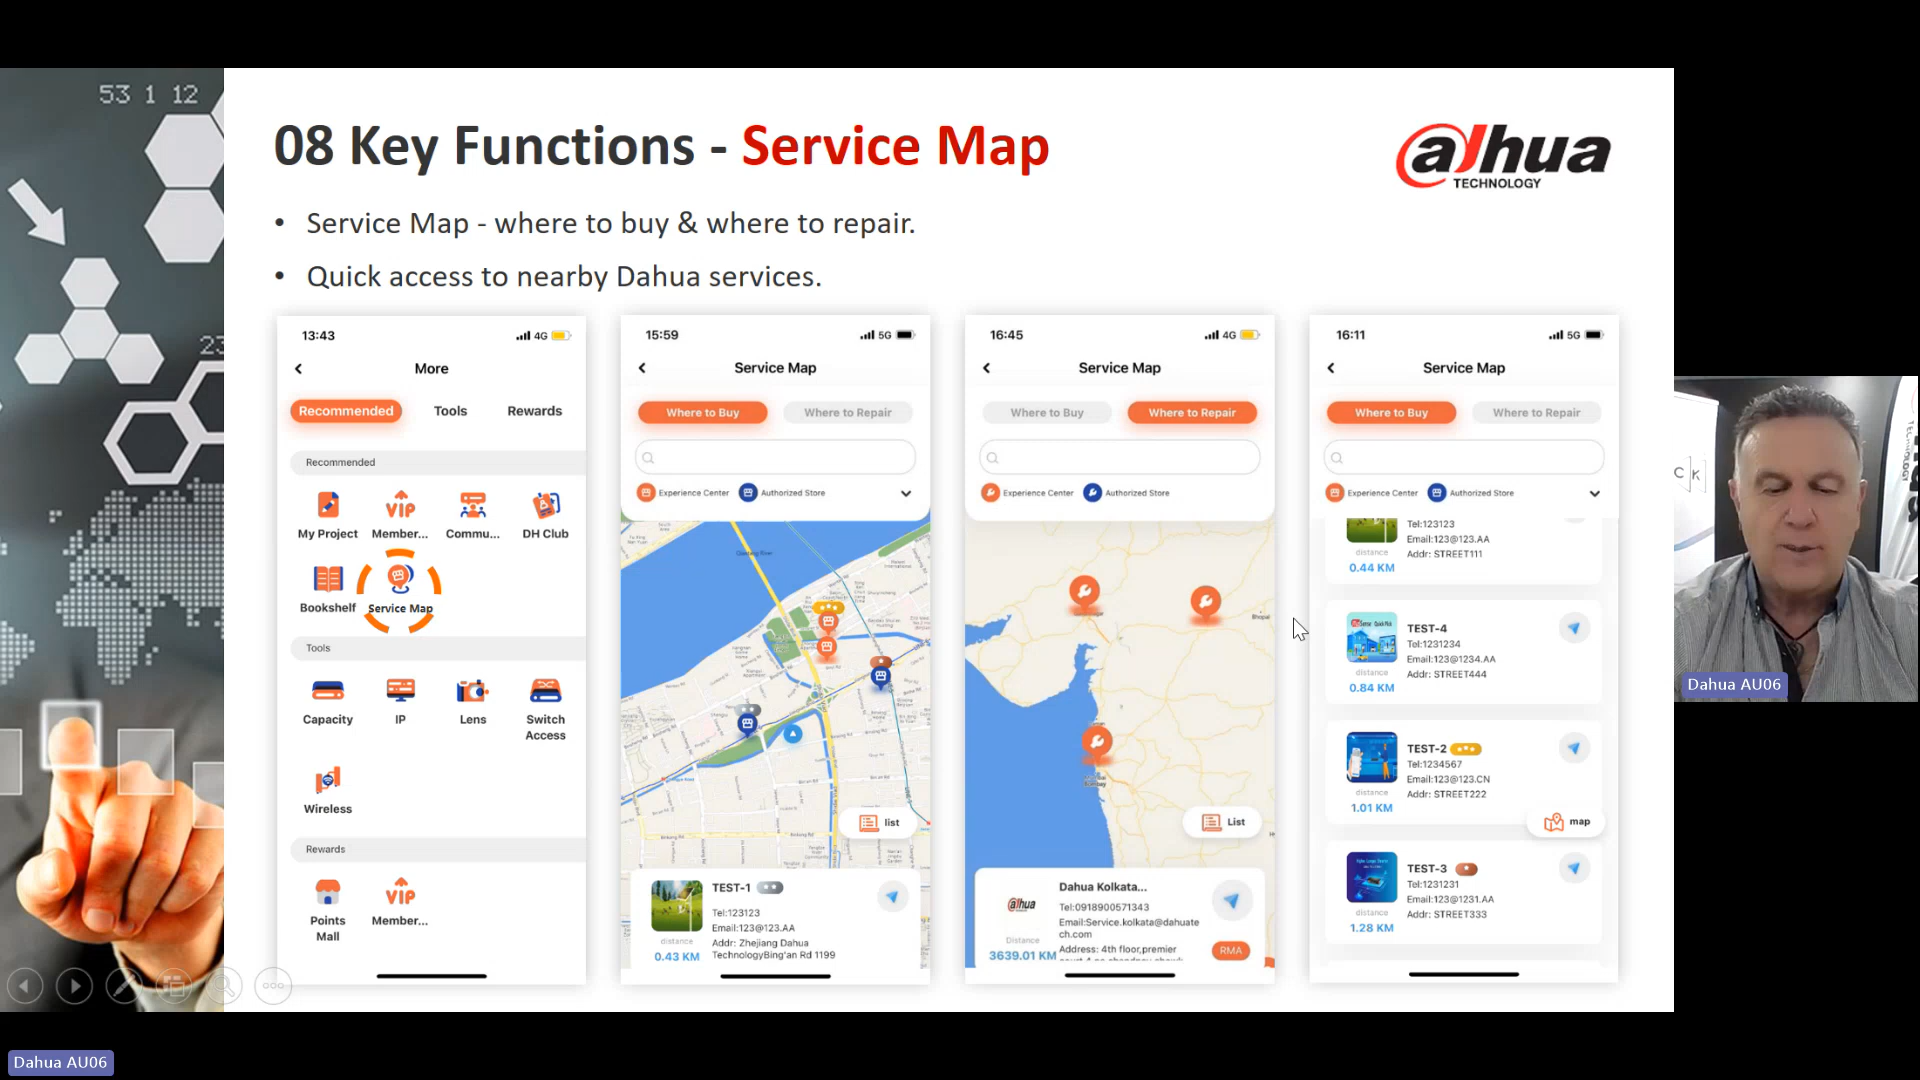 53 1 12
23
08 Key Functions - Service Map
alhua
TECHNOLOGY
• Service Map - where to buy & where to repair.
• Quick access to nearby Dahua services.
13:43
4G
More
Recommended
Tools
Rewards
Recommended
My Project
Member...
Commu...
DH Club
Bookshelf
Service Map
Tools
Capacity
IP
Lens
Switch
Access
Wireless
Rewards
Points
Mall
Member...
15:59
5G
Service Map
Where to Buy
Where to Repair
Experience Center
Authorized Store
list
TEST-1
Tel:123123
Email:123@123.AA
Addr: Zhejiang Dahua
TechnologyBing'an Rd 1199
distance
0.43 KM
16:45
4G
Service Map
Where to Buy
Where to Repair
Experience Center
Authorized Store
Bhopal
List
Dahua Kolkata...
Tel:0918900571343
Email:Service.kolkata@dahuate
ch.com
Address: 4th floor,premier
alhua
Distance
3639.01 KM
RMA
16:11
5G
Service Map
Where to Buy
Where to Repair
Experience Center
Authorized Store
Tel:123123
Email:123@123.AA
Addr: STREET111
distance
0.44 KM
TEST-4
Tel:1231234
Email:123@1234.AA
Addr: STREET444
distance
0.84 KM
TEST-2
Tel:1234567
Email:123@123.CN
Addr: STREET222
distance
1.01 KM
map
TEST-3
Tel:1231231
Email:123@1231.AA
Addr: STREET333
distance
1.28 KM
C K
Dahua AU06
Dahua AU06